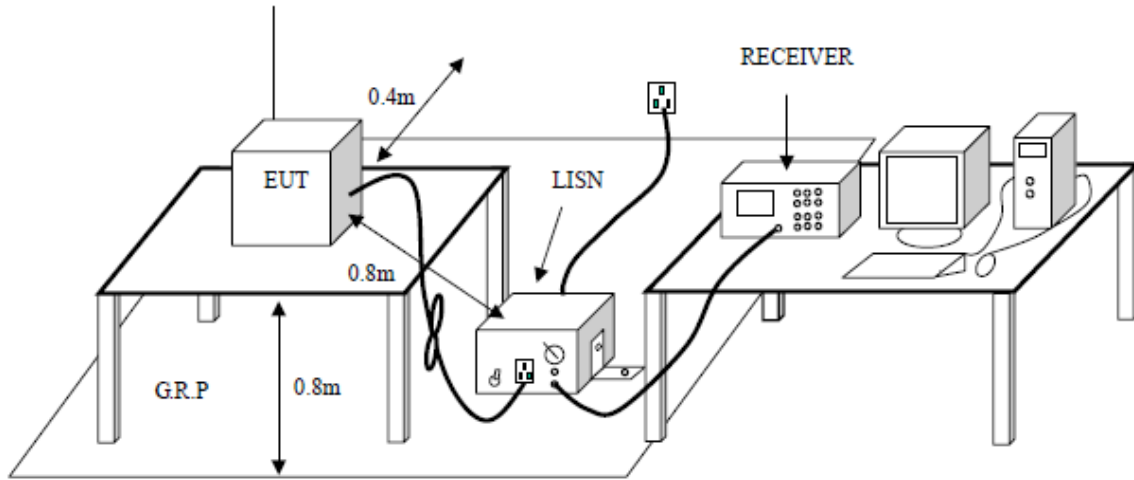 RECEIVER
0.4m
EUT
LISN
0.8m
G.R.P
0.8m